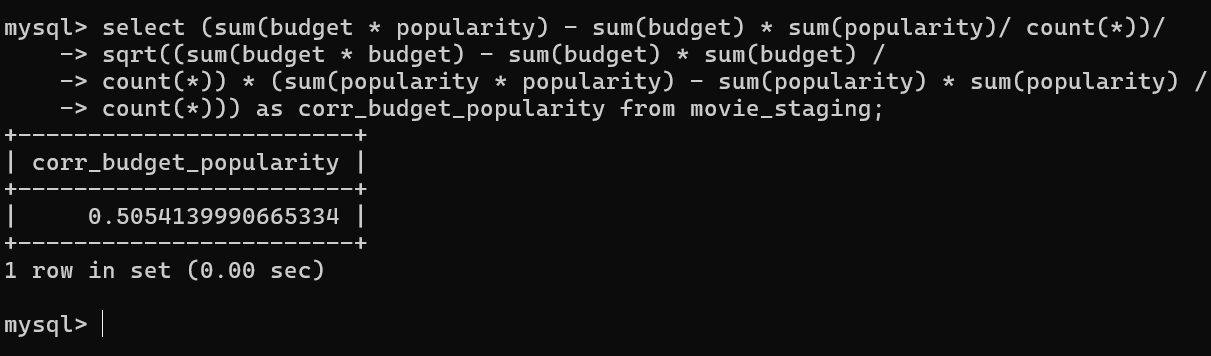 mysql> select (sum(budget * popularity) - sum(budget) * sum(popularity)/ count(*))/
    -> sqrt((sum(budget * budget) - sum(budget) * sum(budget) /
    -> count(*)) * (sum(popularity * popularity) - sum(popularity) * sum(popularity) /
    -> count(*))) as corr_budget_popularity from movie_staging;
+------------------------+
| corr_budget_popularity |
+------------------------+
|     0.5054139990665334 |
+------------------------+
1 row in set (0.00 sec)

mysql>